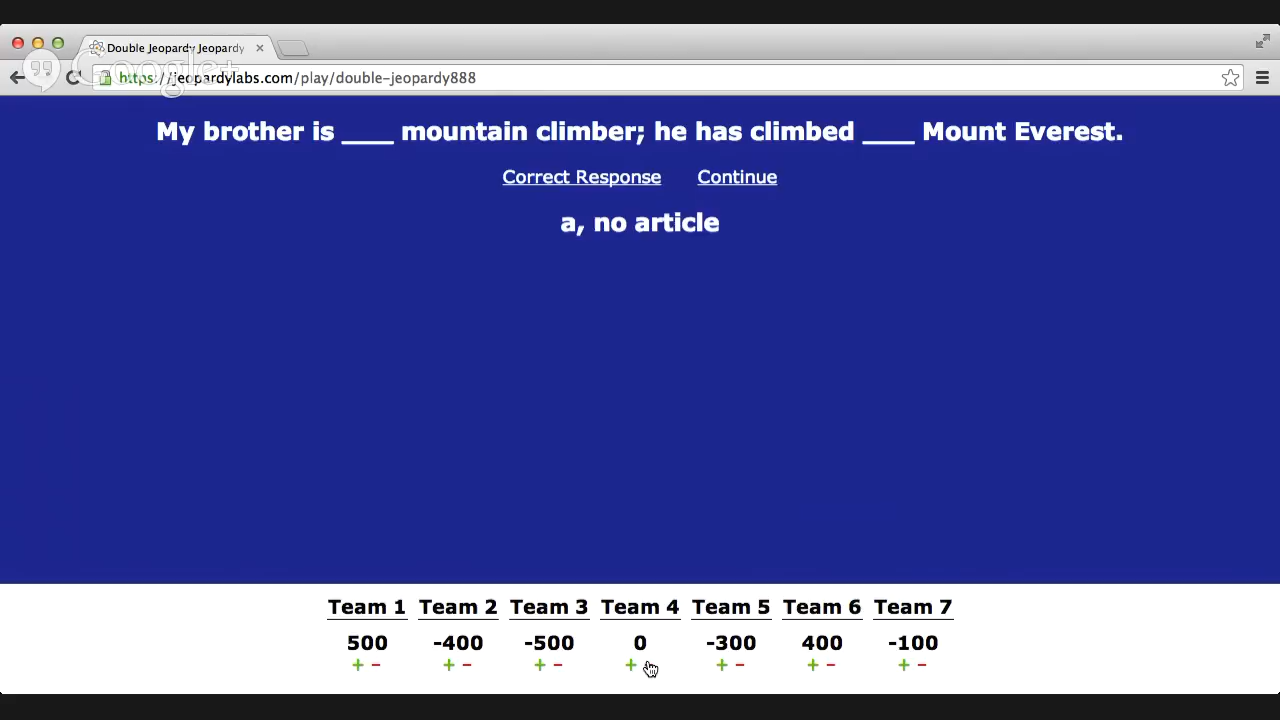 Double Jeopardy Jeopardy
Google+
https://jeopardylabs.com/play/double-jeopardy888
My brother is ____ mountain climber; he has climbed ____ Mount Everest.
Correct Response Continue
a, no article
Team 1 Team 2 Team 3 Team 4 Team 5 Team 6 Team 7
500 -400 -500 0 -300 400 -100
+ - + - + - + + - + - + -